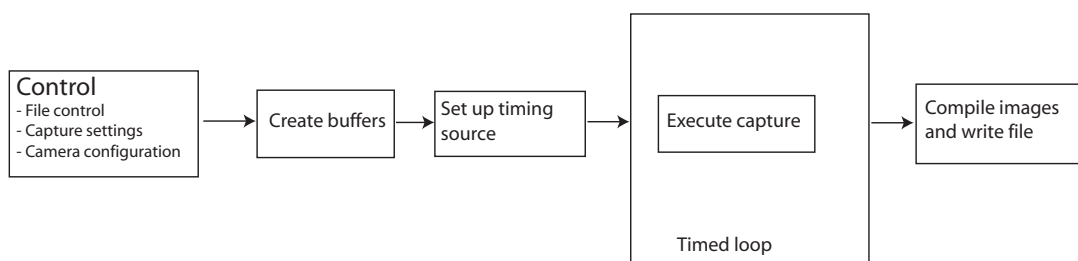 Control
- File control
- Capture settings
- Camera configuration
Create buffers
Set up timing
source
Execute capture
Timed loop
Compile images
and write file